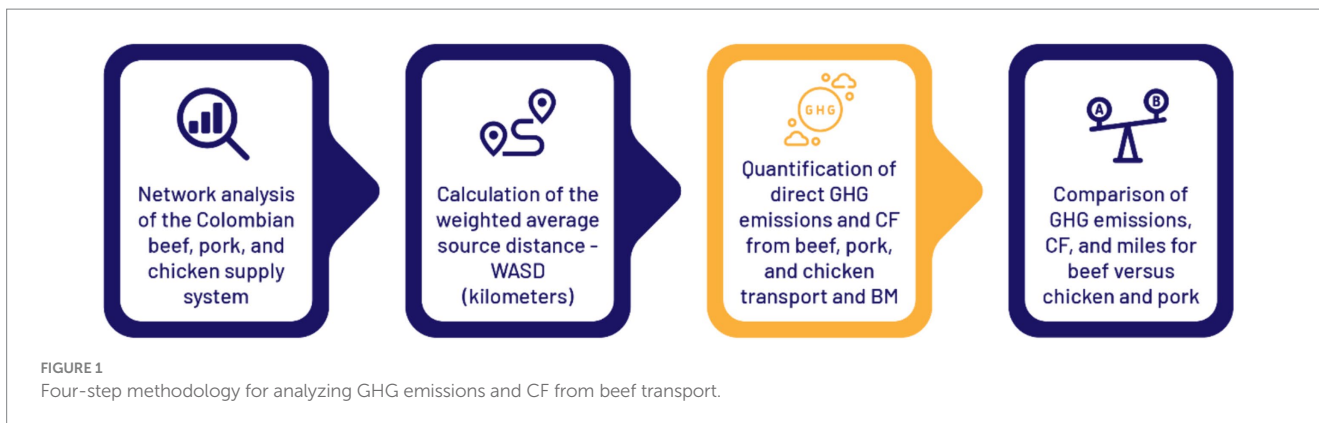 Network analysis
of the Colombian
beef, pork, and
chicken supply
system
Calculation of the
weighted average
source distance -
WASD
(kilometers)
GHG
Quantification of
direct GHG
emissions and CF
from beef, pork,
and chicken
transport and BM
A
B
Comparison of
GHG emissions,
CF, and miles for
beef versus
chicken and pork
FIGURE 1
Four-step methodology for analyzing GHG emissions and CF from beef transport.